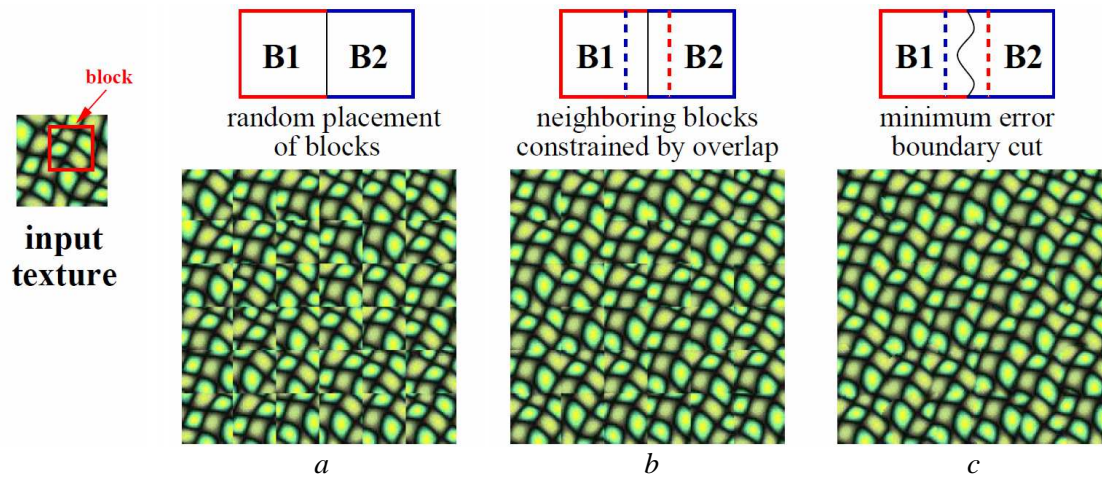 block
input
texture
B1 B2
random placement
of blocks
a
B1 B2
neighboring blocks
constrained by overlap
b
B1 B2
minimum error
boundary cut
c